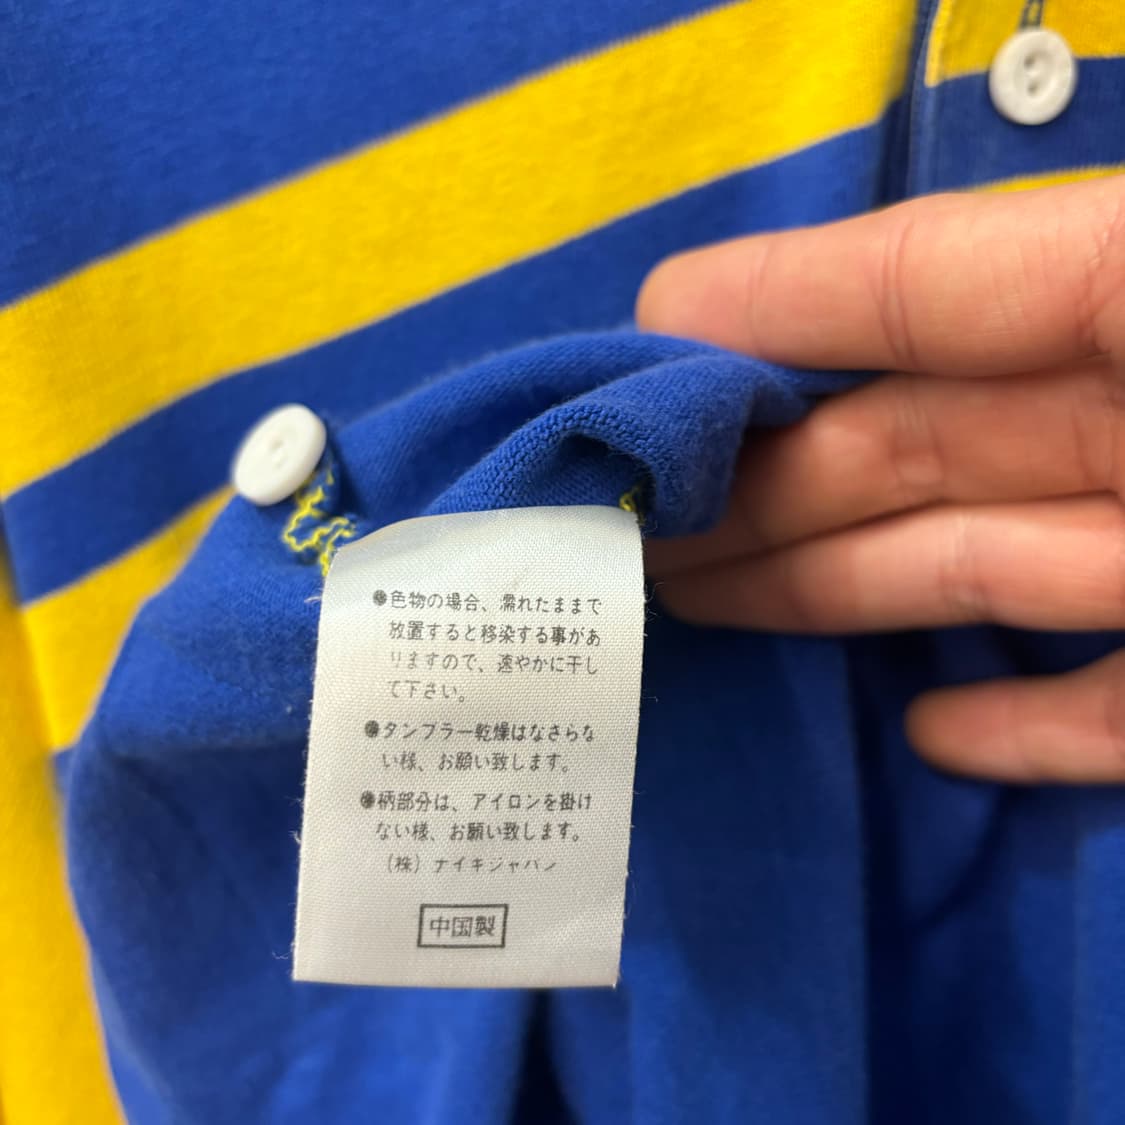 ●色物の場合、濡れたままで
放置すると移染する事があ
りますので、速やかに干し
て下さい。
●タンブラー乾燥はなさらな
い様、お願い致します。
●柄部分は、アイロンを掛け
ない様、お願い致します。
(株) ナイキジャパン
中国製